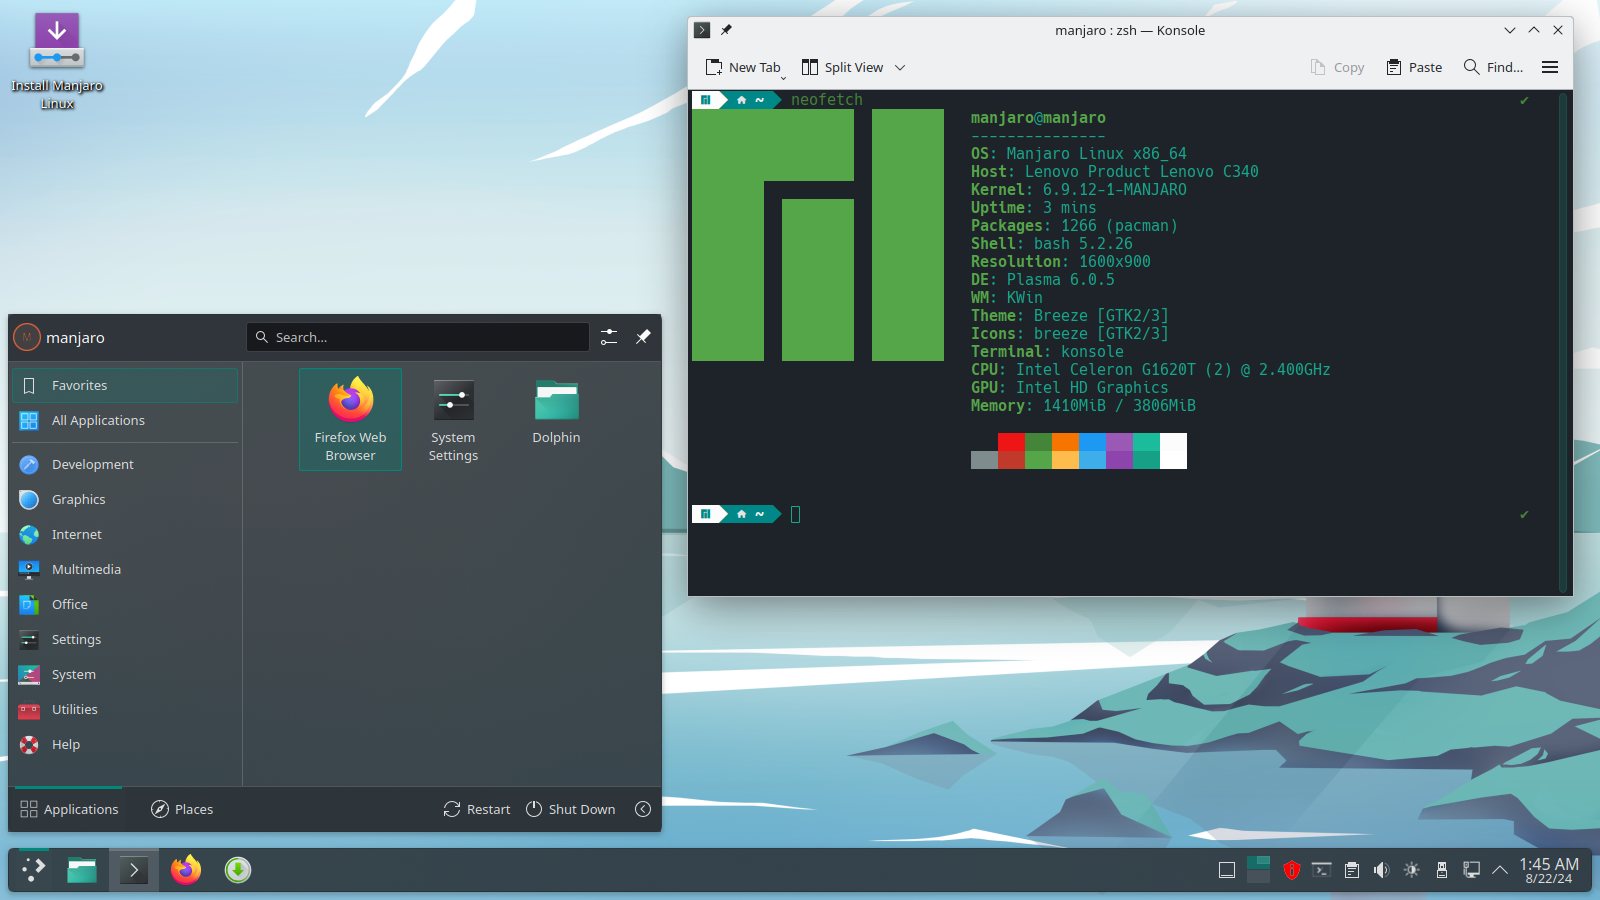 Install Manjaro
Linux
manjaro : zsh — Konsole
New Tab
Split View
Copy
Paste
Find...
~ neofetch ✔
manjaro@manjaro
---------------
OS: Manjaro Linux x86_64
Host: Lenovo Product Lenovo C340
Kernel: 6.9.12-1-MANJARO
Uptime: 3 mins
Packages: 1266 (pacman)
Shell: bash 5.2.26
Resolution: 1600x900
DE: Plasma 6.0.5
WM: KWin
Theme: Breeze [GTK2/3]
Icons: breeze [GTK2/3]
Terminal: konsole
CPU: Intel Celeron G1620T (2) @ 2.400GHz
GPU: Intel HD Graphics
Memory: 1410MiB / 3806MiB
~ ✔
M
manjaro
Search...
Favorites
All Applications
Development
Graphics
Internet
Multimedia
Office
Settings
System
Utilities
Help
Firefox Web
Browser
System
Settings
Dolphin
Applications
Places
Restart
Shut Down
1:45 AM
8/22/24